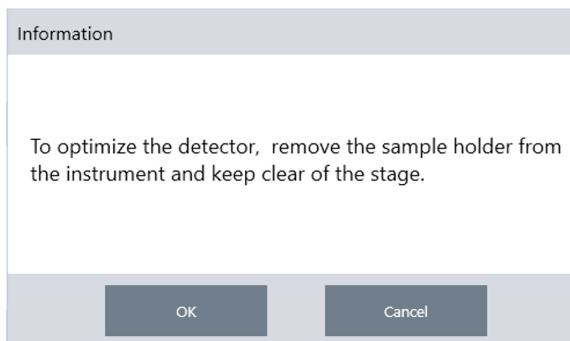 Information
To optimize the detector,  remove the sample holder from
the instrument and keep clear of the stage.
OK
Cancel